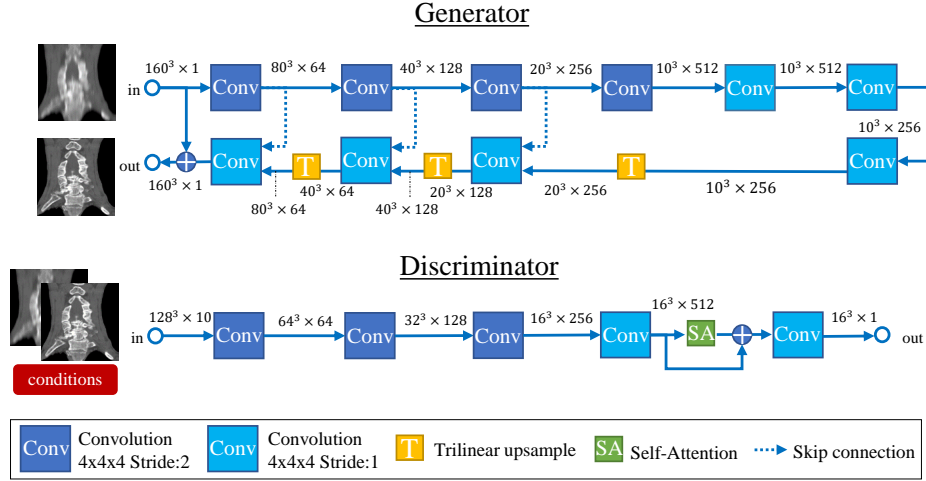 Generator
160³ × 1
80³ × 64
40³ × 128
20³ × 256
10³ × 512
10³ × 512
in
Conv
Conv
Conv
Conv
Conv
Conv
10³ × 256
out
Conv
T
Conv
T
Conv
T
Conv
160³ × 1
40³ × 64
20³ × 128
20³ × 256
10³ × 256
80³ × 64
40³ × 128
Discriminator
128³ × 10
64³ × 64
32³ × 128
16³ × 256
16³ × 512
16³ × 1
in
Conv
Conv
Conv
Conv
SA
Conv
out
conditions
Conv
Convolution
4x4x4 Stride:2
Conv
Convolution
4x4x4 Stride:1
T
Trilinear upsample
SA
Self-Attention
Skip connection